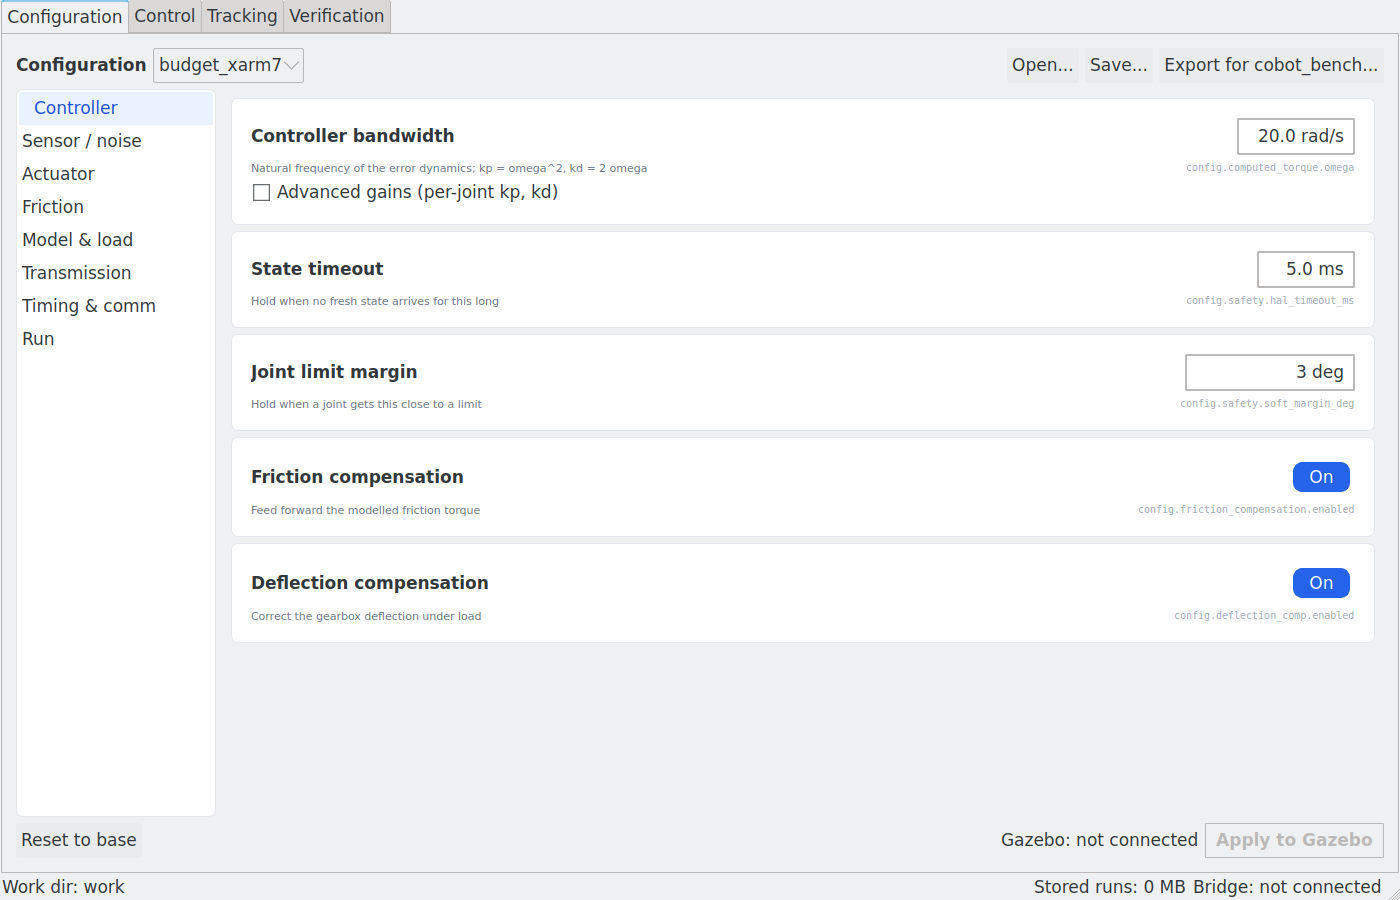 Configuration Control Tracking Verification
Configuration budget_xarm7 Open... Save... Export for cobot_bench...
Controller
Sensor / noise
Actuator
Friction
Model & load
Transmission
Timing & comm
Run
Controller bandwidth 20.0 rad/s
Natural frequency of the error dynamics; kp = omega^2, kd = 2 omega config.computed_torque.omega
Advanced gains (per-joint kp, kd)
State timeout 5.0 ms
Hold when no fresh state arrives for this long config.safety.hal_timeout_ms
Joint limit margin 3 deg
Hold when a joint gets this close to a limit config.safety.soft_margin_deg
Friction compensation On
Feed forward the modelled friction torque config.friction_compensation.enabled
Deflection compensation On
Correct the gearbox deflection under load config.deflection_comp.enabled
Reset to base Gazebo: not connected Apply to Gazebo
Work dir: work Stored runs: 0 MB Bridge: not connected